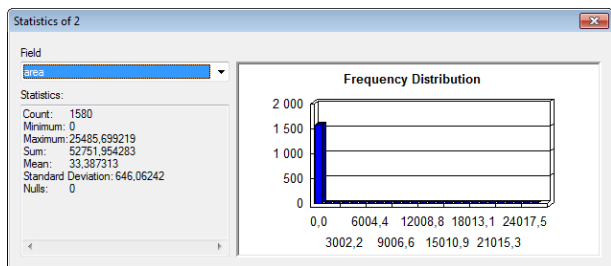 Statistics of 2
Field
area
Statistics:
Count: 1580
Minimum: 0
Maximum: 25485,699219
Sum: 52751,954283
Mean: 33,387313
Standard Deviation: 646,06242
Nulls: 0
Frequency Distribution
2 000
1 500
1 000
500
0
0,0 6004,4 12008,8 18013,1 24017,5
3002,2 9006,6 15010,9 21015,3